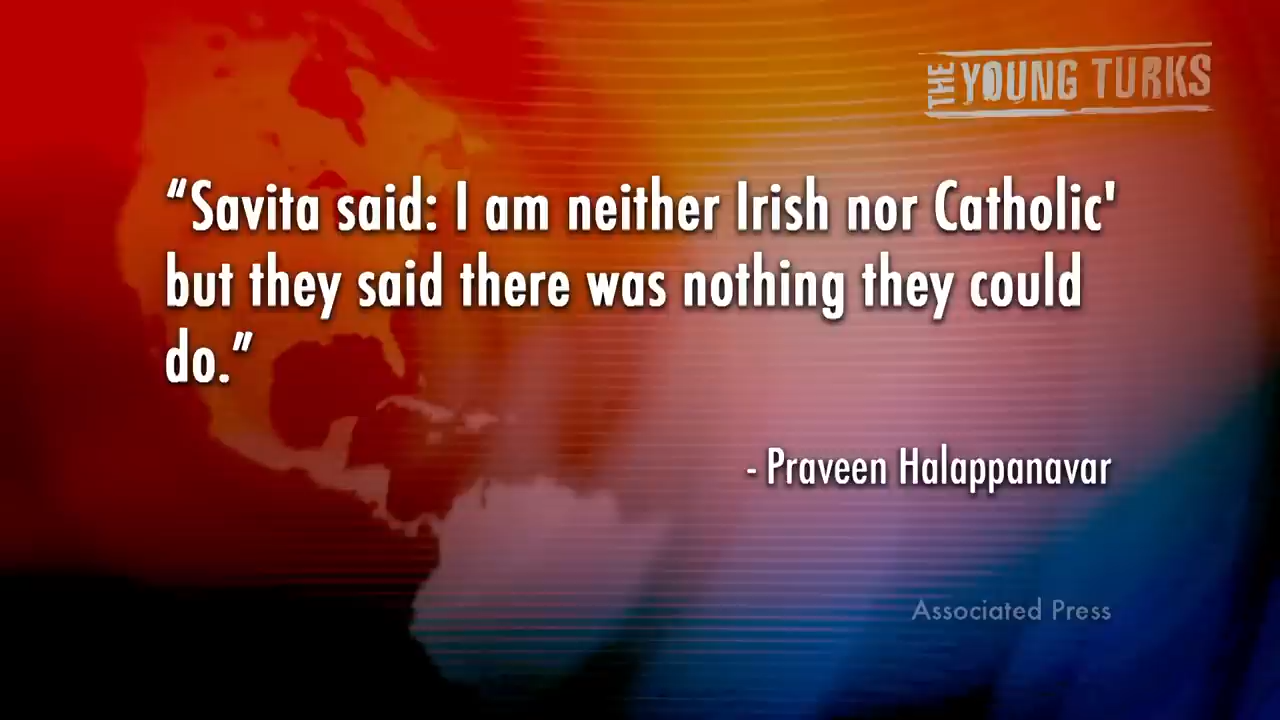 THE YOUNG TURKS
“Savita said: I am neither Irish nor Catholic'
but they said there was nothing they could
do.”
- Praveen Halappanavar
Associated Press